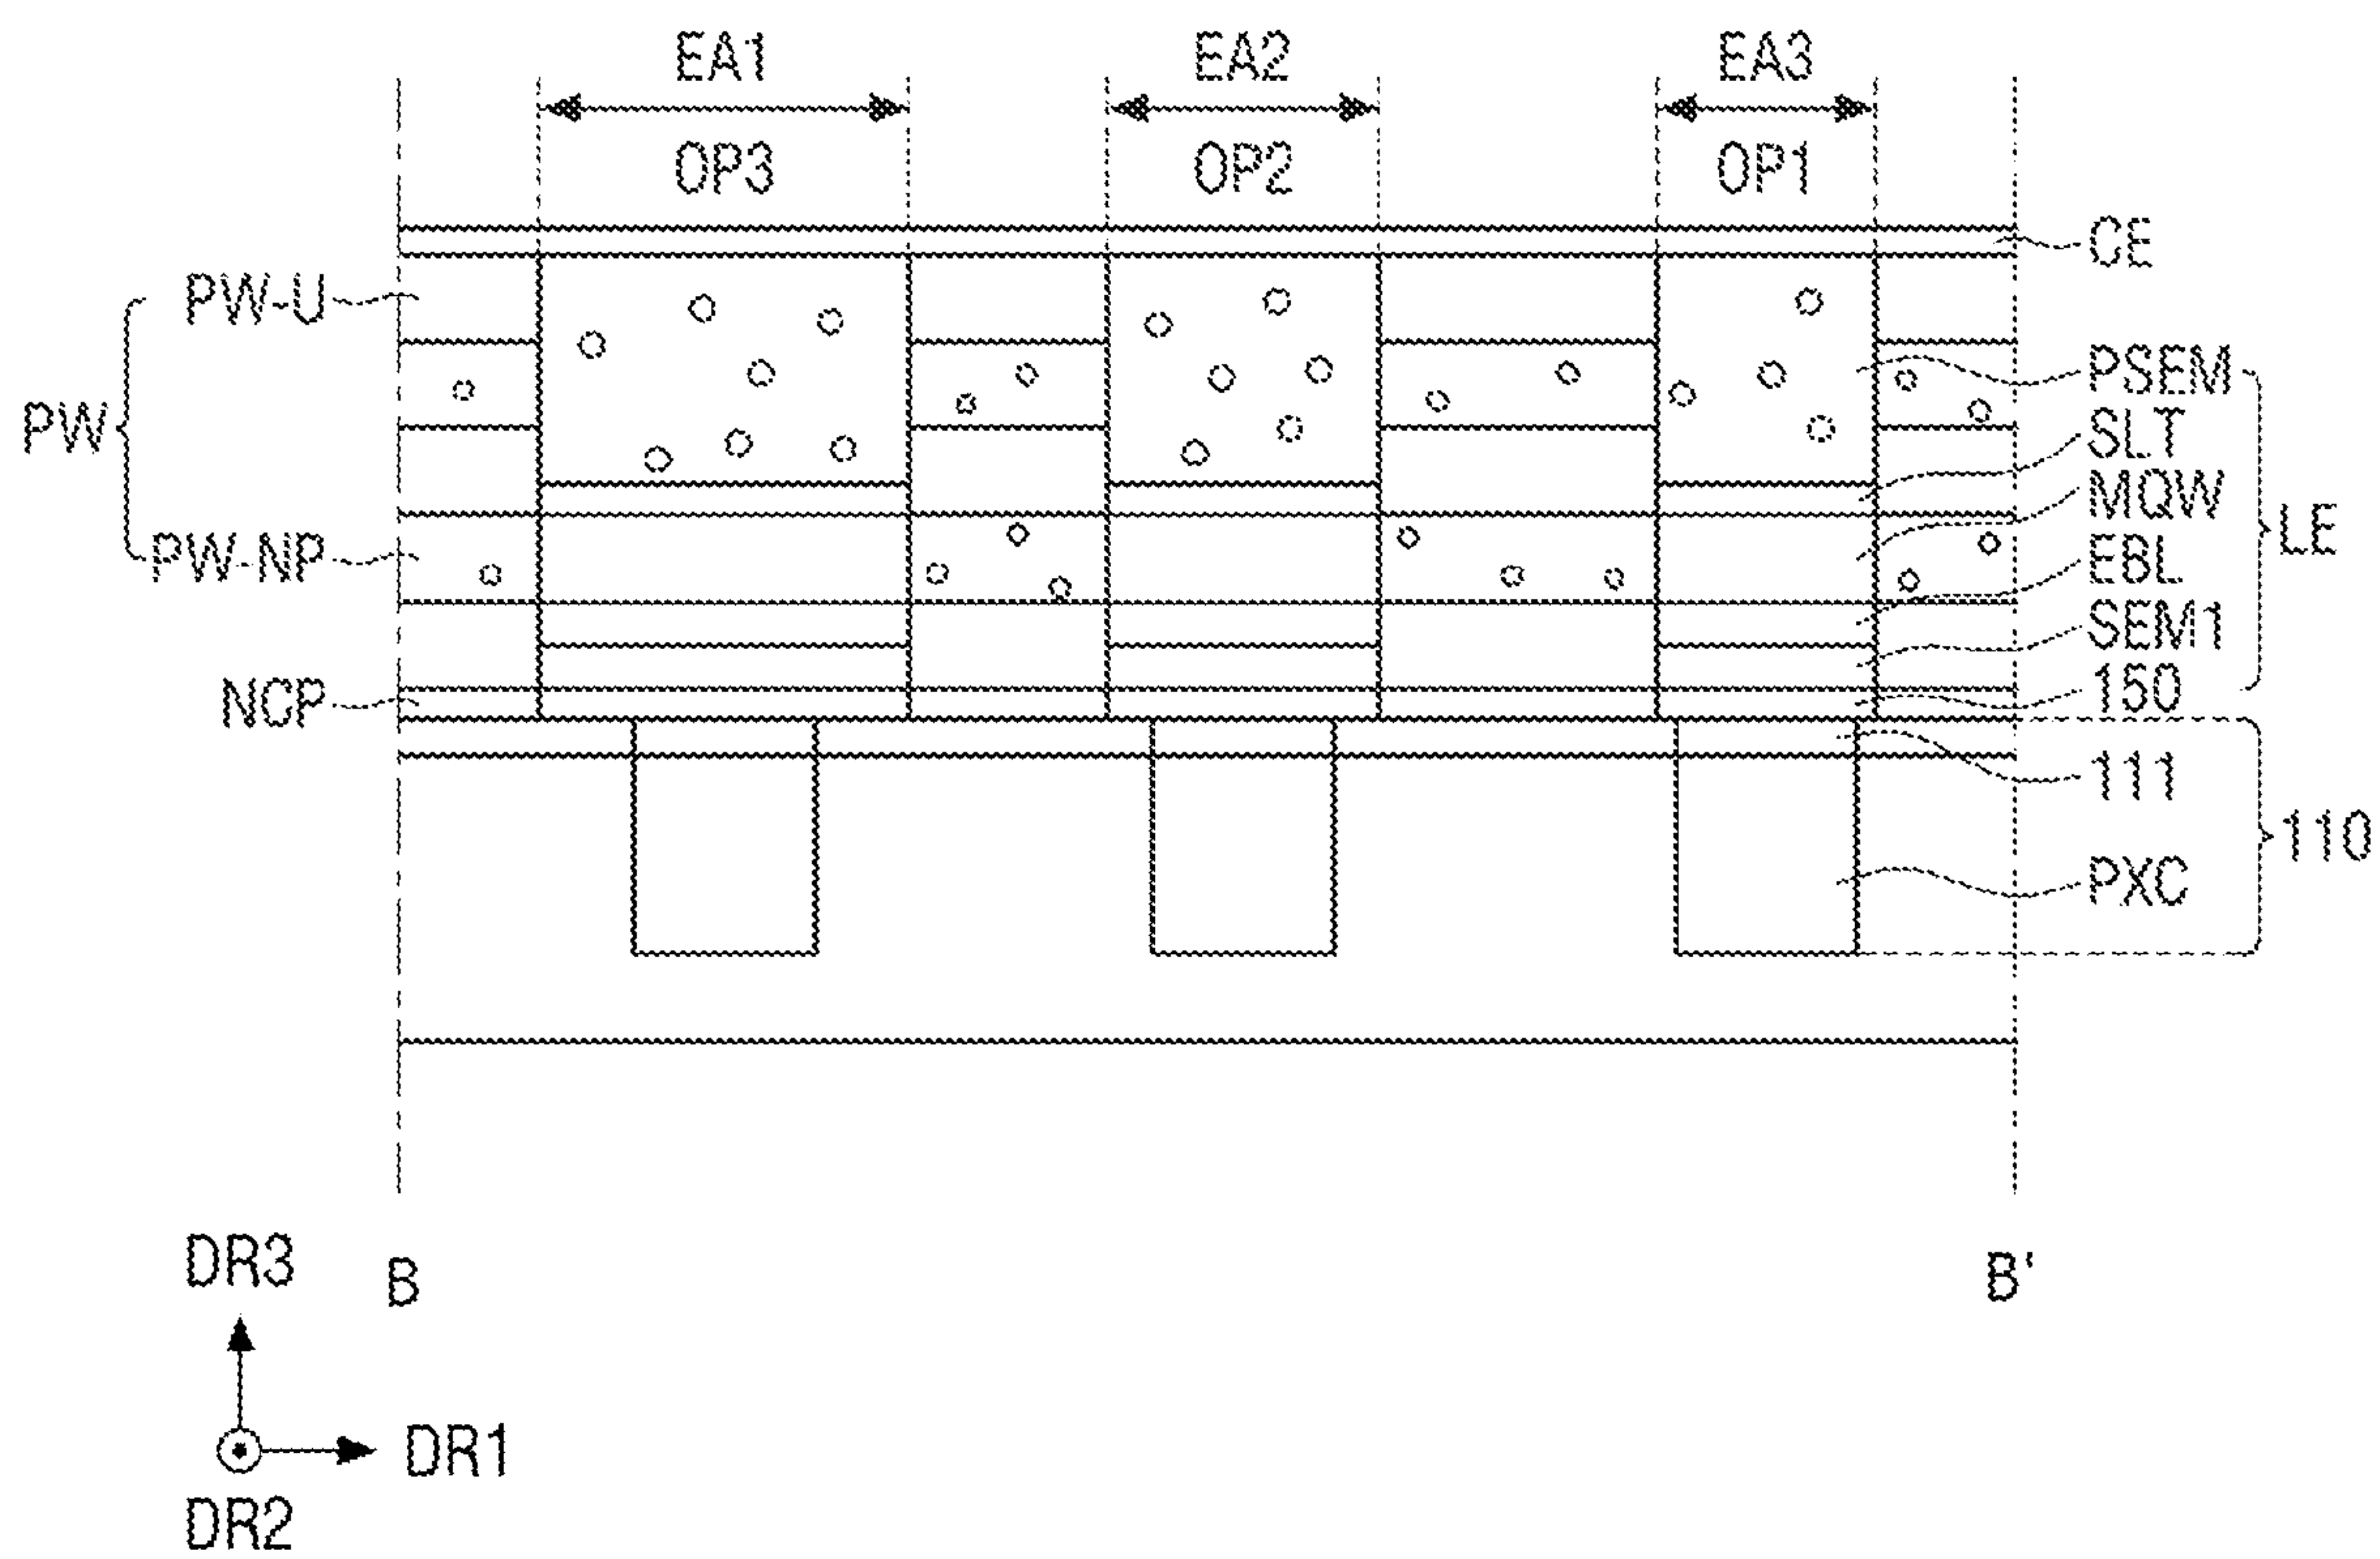 EA1 EA2 EA3
OP3 OP2 OP1
CE
PW-U
PSEM
PW
SLT
MQW
LE
PW-NP
EBL
SEM1
NCP
150
111
110
PXC
DR3
B
B'
DR1
DR2